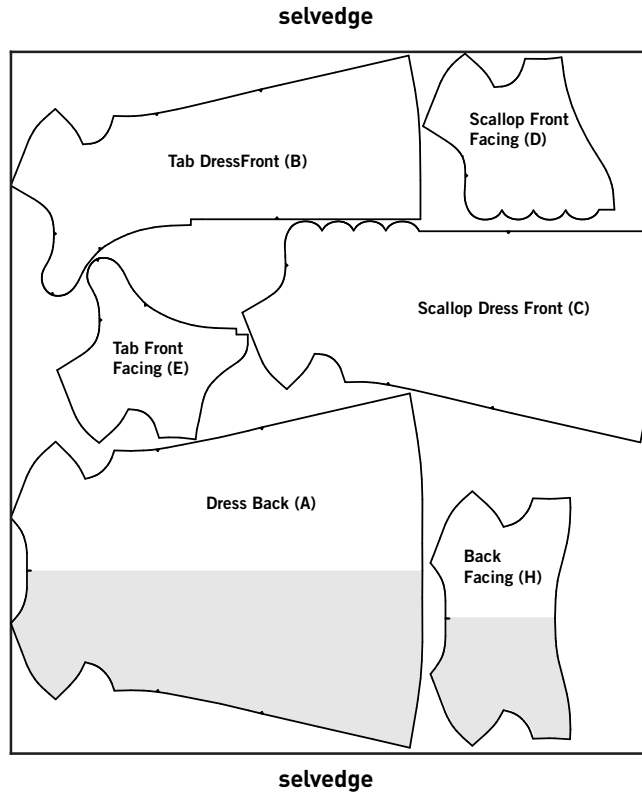 selvedge
Scallop Front
Facing (D)
Tab DressFront (B)
Scallop Dress Front (C)
Tab Front
Facing (E)
Dress Back (A)
Back
Facing (H)
selvedge